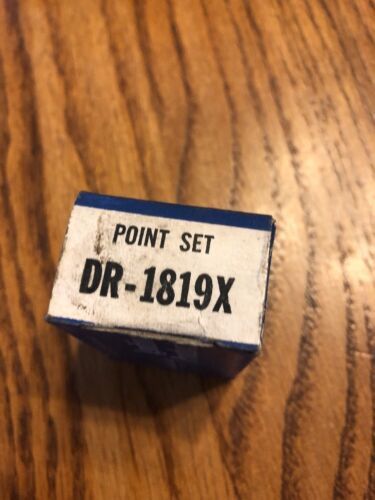 POINT SET
DR-1819X